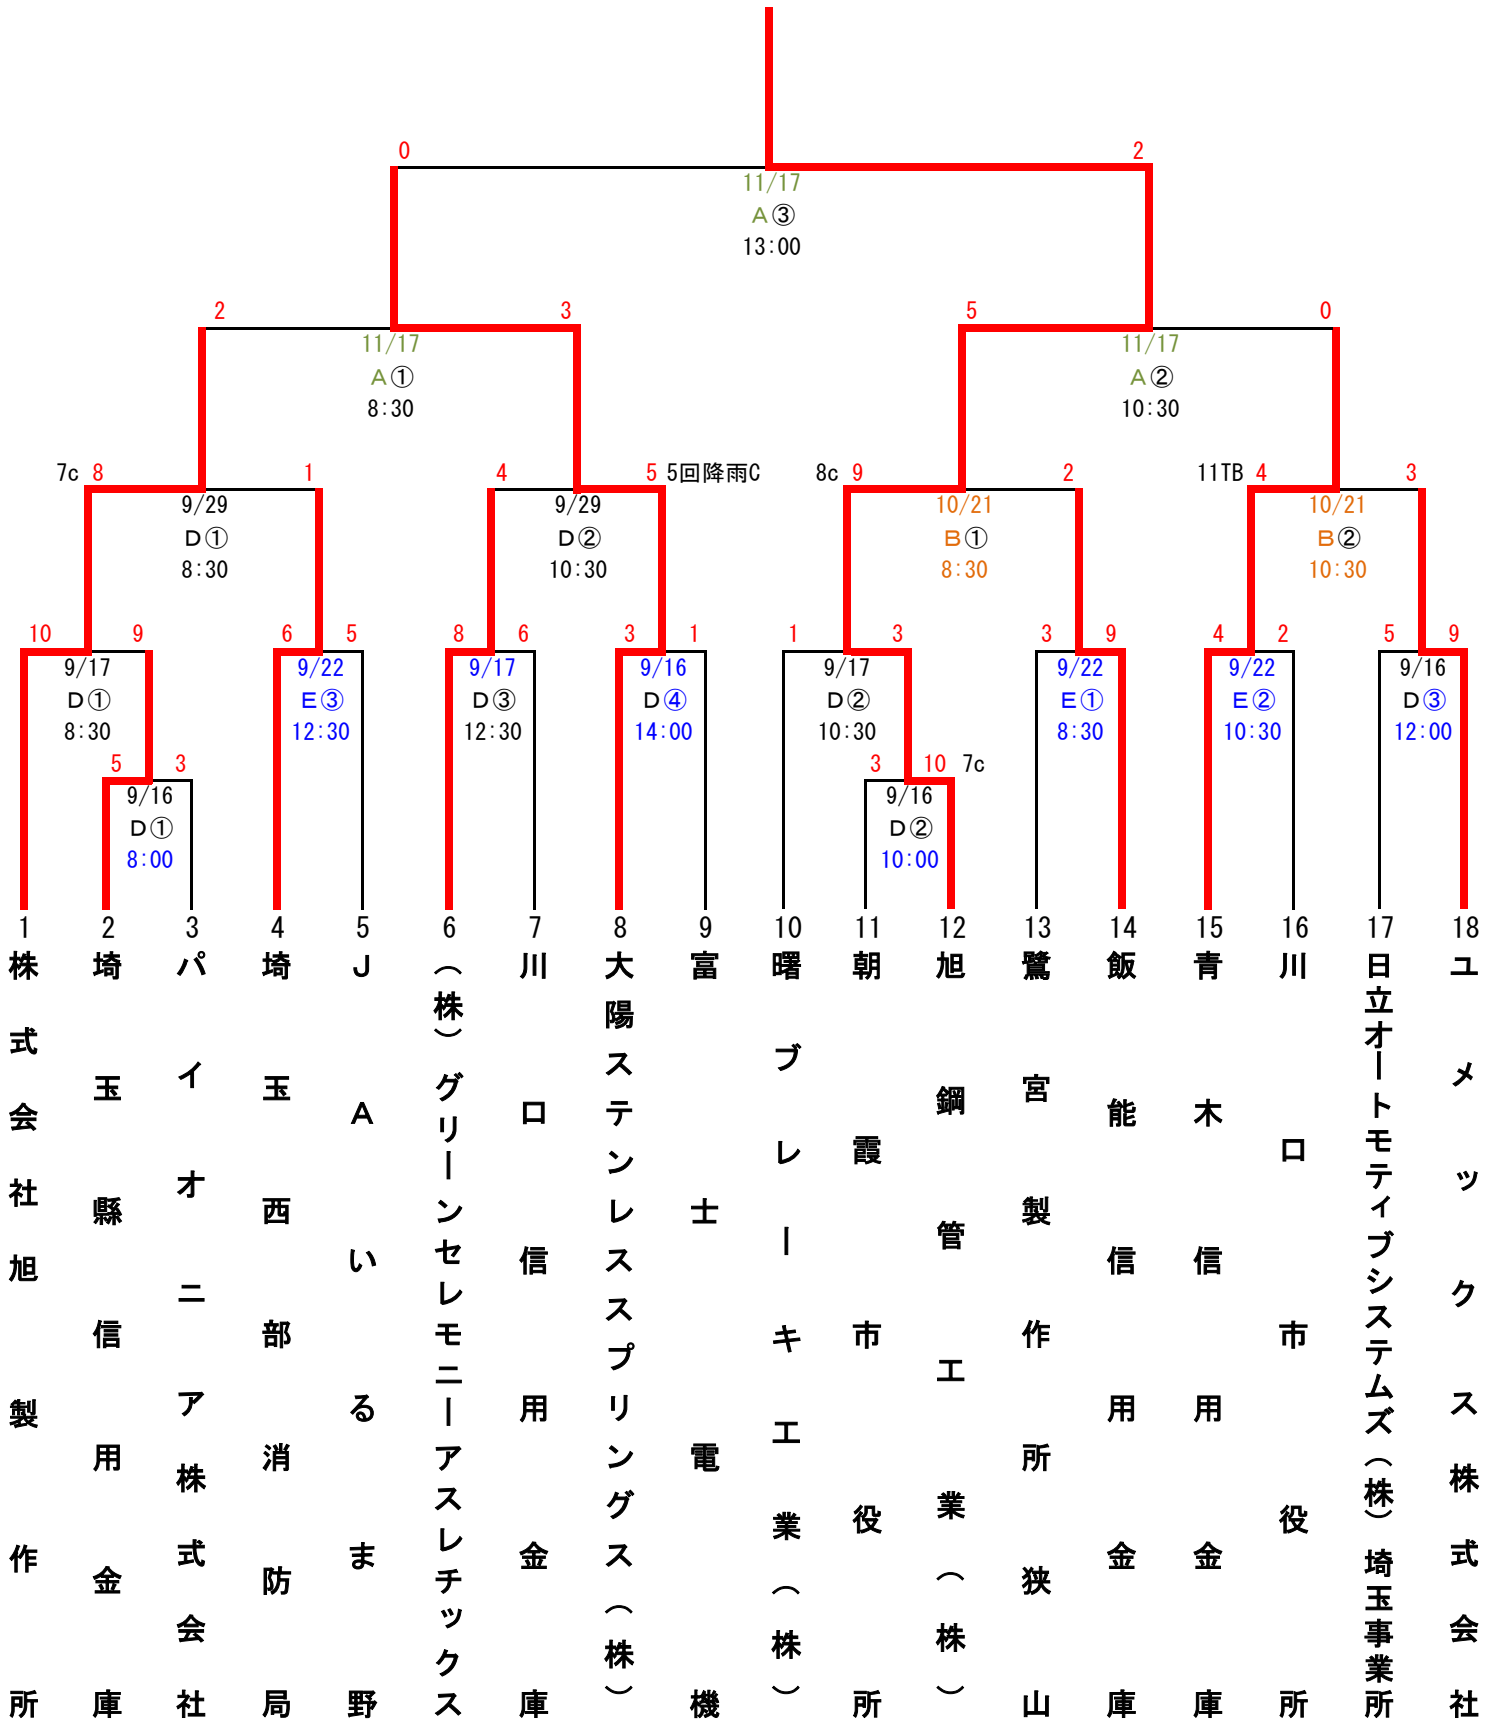 0 2
11/17
A③
13:00
2 3 5 0
11/17 11/17
A① A②
8:30 10:30
7c 8 1 4 5 5回降雨C 8c 9 2 11TB 4 3
9/29 9/29 10/21 10/21
D① D② B① B②
8:30 10:30 8:30 10:30
10 9 6 5 8 6 3 1 1 3 3 9 4 2 5 9
9/17 9/22 9/17 9/16 9/17 9/22 9/22 9/16
D① E③ D③ D④ D② E① E② D③
8:30 12:30 12:30 14:00 10:30 8:30 10:30 12:00
5 3 3 10 7c
9/16 9/16
D① D②
8:00 10:00
1 2 3 4 5 6 7 8 9 10 11 12 13 14 15 16 17 18
株式会社旭製作所
埼玉縣信用金庫
パイオニア株式会社
埼玉西部消防局
JAいるま野
(株)グリーンセレモニーアスレチックス
川口信用金庫
大陽ステンレススプリングス(株)
富士電機
曙ブレーキ工業(株)
朝霞市役所
旭鋼管工業(株)
鷺宮製作所狭山
飯能信用金庫
青木信用金庫
川口市役所
日立オートモティブシステムズ(株)埼玉事業所
ユメックス株式会社